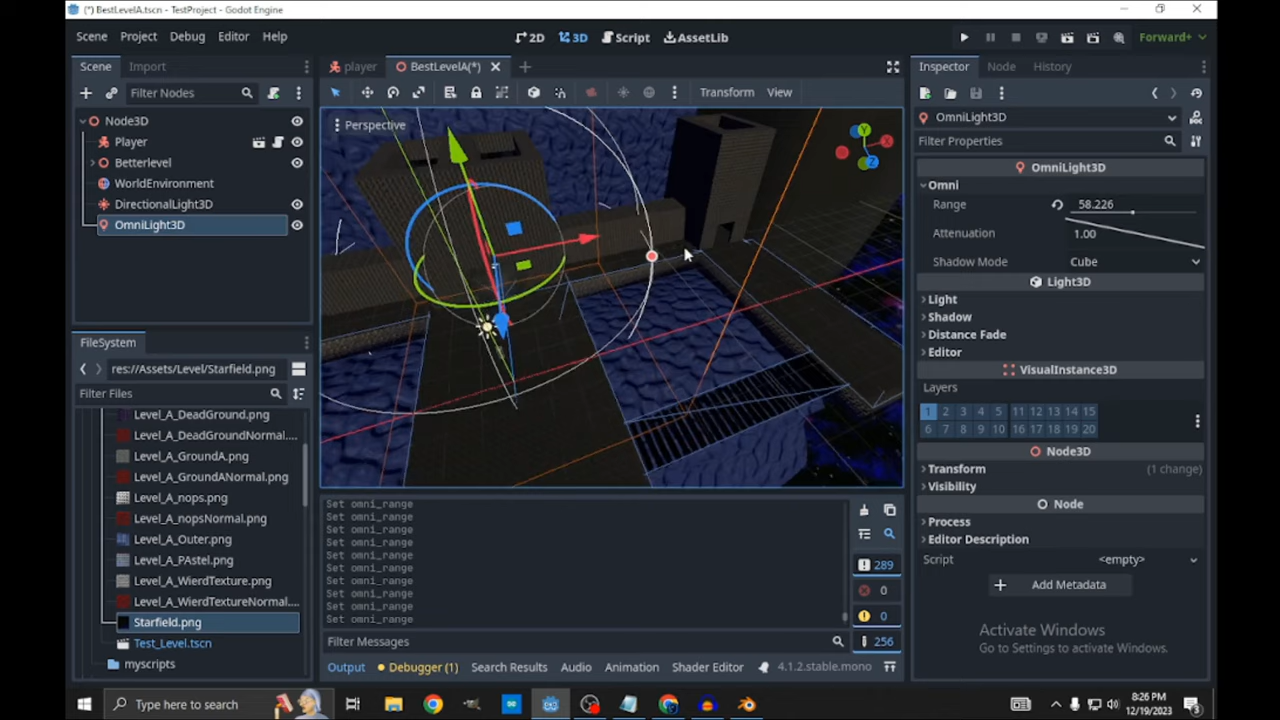 (*) BestLevelA.tscn - TestProject - Godot Engine
Scene Project Debug Editor Help
2D 3D Script AssetLib
Forward+
Scene Import
player BestLevelA(*)
Inspector Node History
Filter Nodes
Transform View
Node3D
Player
Betterlevel
WorldEnvironment
DirectionalLight3D
OmniLight3D
Perspective
Y
X
Z
OmniLight3D
Filter Properties
OmniLight3D
Omni
Range 58.226
Attenuation 1.00
Shadow Mode Cube
Light3D
Light
Shadow
Distance Fade
Editor
VisualInstance3D
Layers
1 2 3 4 5 11 12 13 14 15
6 7 8 9 10 16 17 18 19 20
Node3D
Transform (1 change)
Visibility
Node
Process
Editor Description
Script <empty>
Add Metadata
Activate Windows
Go to Settings to activate Windows.
FileSystem
res://Assets/Level/Starfield.png
Filter Files
Level_A_DeadGround.png
Level_A_DeadGroundNormal....
Level_A_GroundA.png
Level_A_GroundANormal.png
Level_A_nops.png
Level_A_nopsNormal.png
Level_A_Outer.png
Level_A_PAstel.png
Level_A_WierdTexture.png
Level_A_WierdTextureNormal....
Starfield.png
Test_Level.tscn
myscripts
Set omni_range
Set omni_range
Set omni_range
Set omni_range
Set omni_range
Set omni_range
Set omni_range
Set omni_range
Set omni_range
Set omni_range
289
0
0
256
Filter Messages
Output Debugger (1) Search Results Audio Animation Shader Editor 4.1.2.stable.mono
Type here to search
8:26 PM
12/19/2023
3